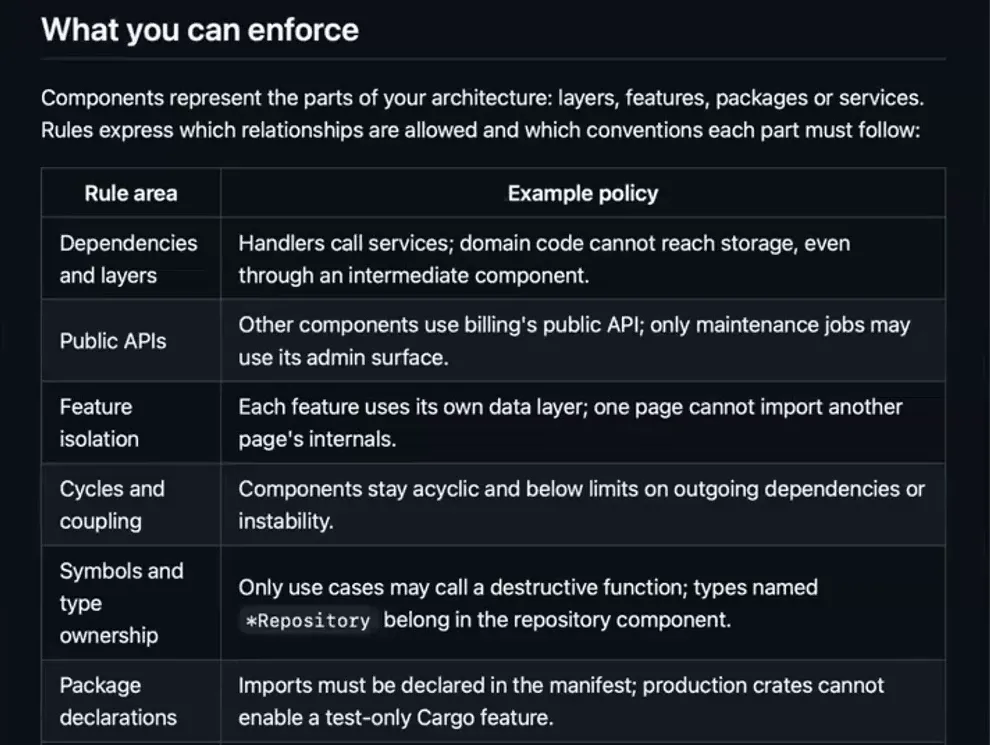 What you can enforce
Components represent the parts of your architecture: layers, features, packages or services.
Rules express which relationships are allowed and which conventions each part must follow:
Rule area
Example policy
Dependencies
and layers
Handlers call services; domain code cannot reach storage, even
through an intermediate component.
Public APIs
Other components use billing's public API; only maintenance jobs may
use its admin surface.
Feature
isolation
Each feature uses its own data layer; one page cannot import another
page's internals.
Cycles and
coupling
Components stay acyclic and below limits on outgoing dependencies or
instability.
Symbols and
type
ownership
Only use cases may call a destructive function; types named
*Repository belong in the repository component.
Package
declarations
Imports must be declared in the manifest; production crates cannot
enable a test-only Cargo feature.